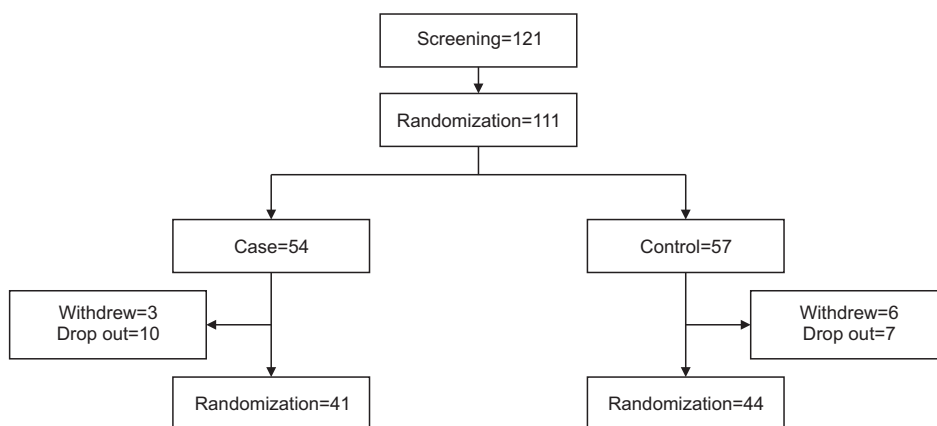 Screening=121
Randomization=111
Case=54
Control=57
Withdrew=3
Drop out=10
Withdrew=6
Drop out=7
Randomization=41
Randomization=44